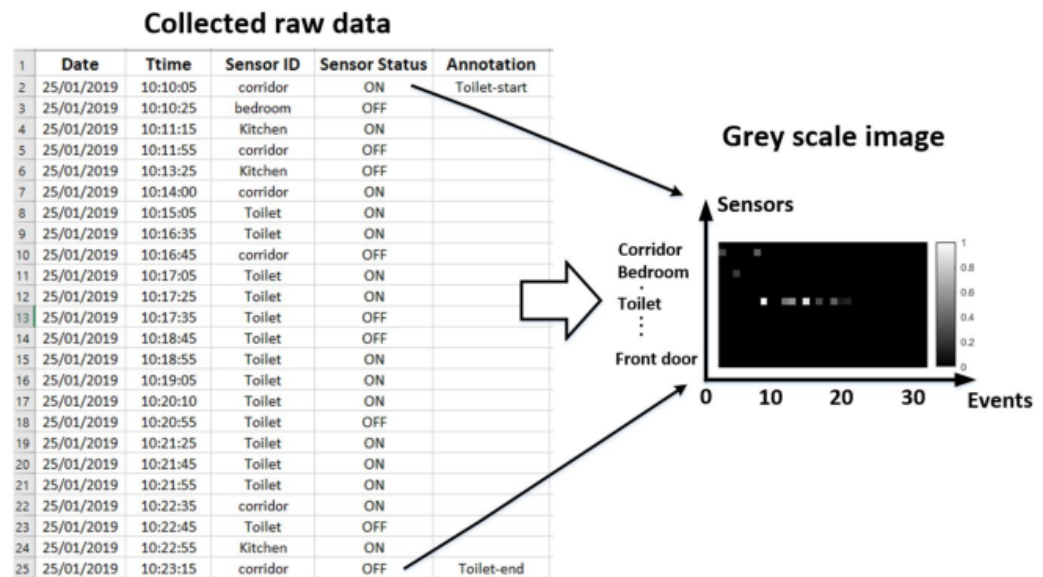 Collected raw data
1 Date Ttime Sensor ID Sensor Status Annotation
2 25/01/2019 10:10:05 corridor ON Toilet-start
3 25/01/2019 10:10:25 bedroom OFF
4 25/01/2019 10:11:15 Kitchen ON
5 25/01/2019 10:11:55 corridor OFF
6 25/01/2019 10:13:25 Kitchen OFF
7 25/01/2019 10:14:00 corridor ON
8 25/01/2019 10:15:05 Toilet ON
9 25/01/2019 10:16:35 Toilet ON
10 25/01/2019 10:16:45 corridor OFF
11 25/01/2019 10:17:05 Toilet ON
12 25/01/2019 10:17:25 Toilet ON
13 25/01/2019 10:17:35 Toilet OFF
14 25/01/2019 10:18:45 Toilet OFF
15 25/01/2019 10:18:55 Toilet ON
16 25/01/2019 10:19:05 Toilet ON
17 25/01/2019 10:20:10 Toilet ON
18 25/01/2019 10:20:55 Toilet OFF
19 25/01/2019 10:21:25 Toilet ON
20 25/01/2019 10:21:45 Toilet ON
21 25/01/2019 10:21:55 Toilet ON
22 25/01/2019 10:22:35 corridor ON
23 25/01/2019 10:22:45 Toilet OFF
24 25/01/2019 10:22:55 Kitchen ON
25 25/01/2019 10:23:15 corridor OFF Toilet-end
Grey scale image
Sensors
Corridor
Bedroom
Toilet
Front door
1
0.8
0.6
0.4
0.2
0
0 10 20 30 Events